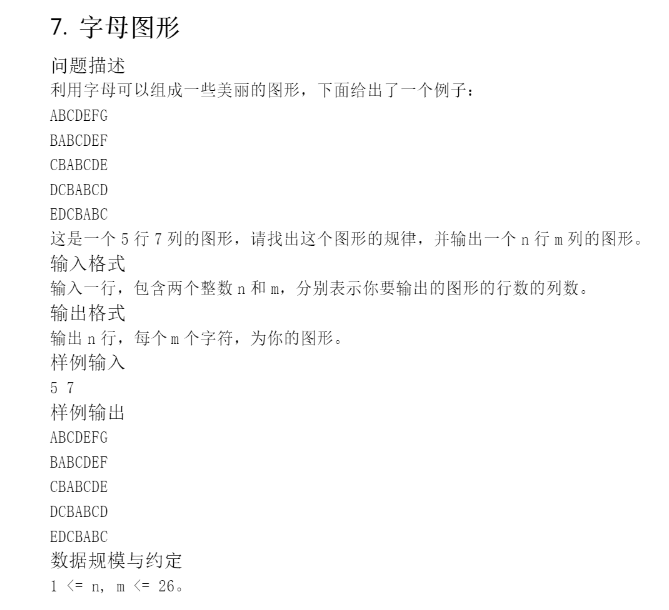 7. 字母图形
问题描述
利用字母可以组成一些美丽的图形，下面给出了一个例子：
ABCDEFG
BABCDEF
CBABCDE
DCBABCD
EDCBABC
这是一个 5 行 7 列的图形，请找出这个图形的规律，并输出一个 n 行 m 列的图形。
输入格式
输入一行，包含两个整数 n 和 m，分别表示你要输出的图形的行数的列数。
输出格式
输出 n 行，每个 m 个字符，为你的图形。
样例输入
5 7
样例输出
ABCDEFG
BABCDEF
CBABCDE
DCBABCD
EDCBABC
数据规模与约定
1 <= n, m <= 26。